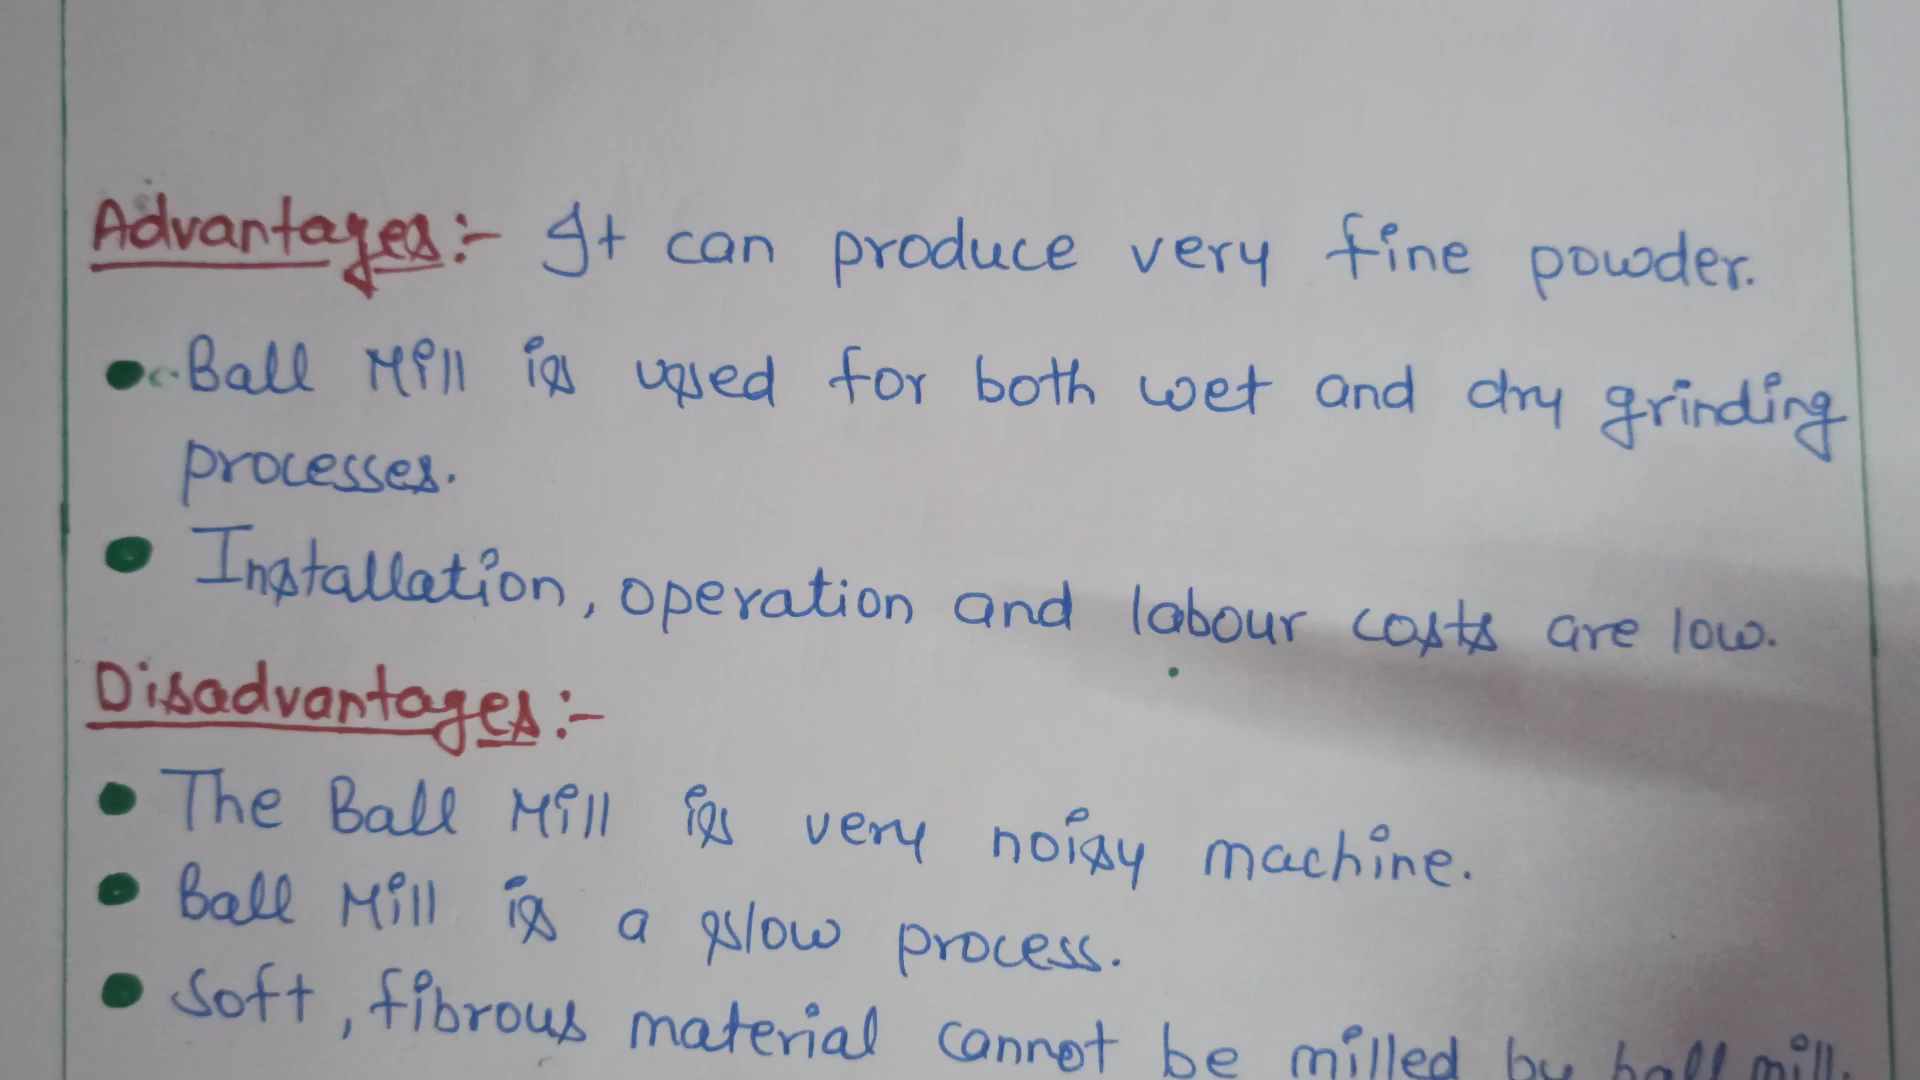 Advantages:- It can produce very fine powder.
• Ball Mill is used for both wet and dry grinding
processes.
• Installation, operation and labour costs are low.
Disadvantages:-
• The Ball Mill is very noisy machine.
• Ball Mill is a slow process.
• Soft, fibrous material cannot be milled by ball mill.